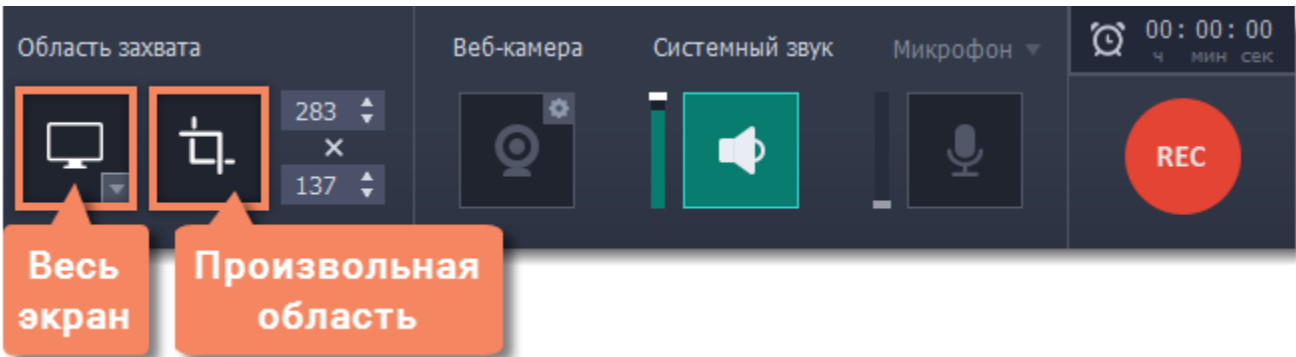 Область захвата
Веб-камера
Системный звук
Микрофон
00:00:00
ч мин сек
283
×
137
REC
Весь
экран
Произвольная
область